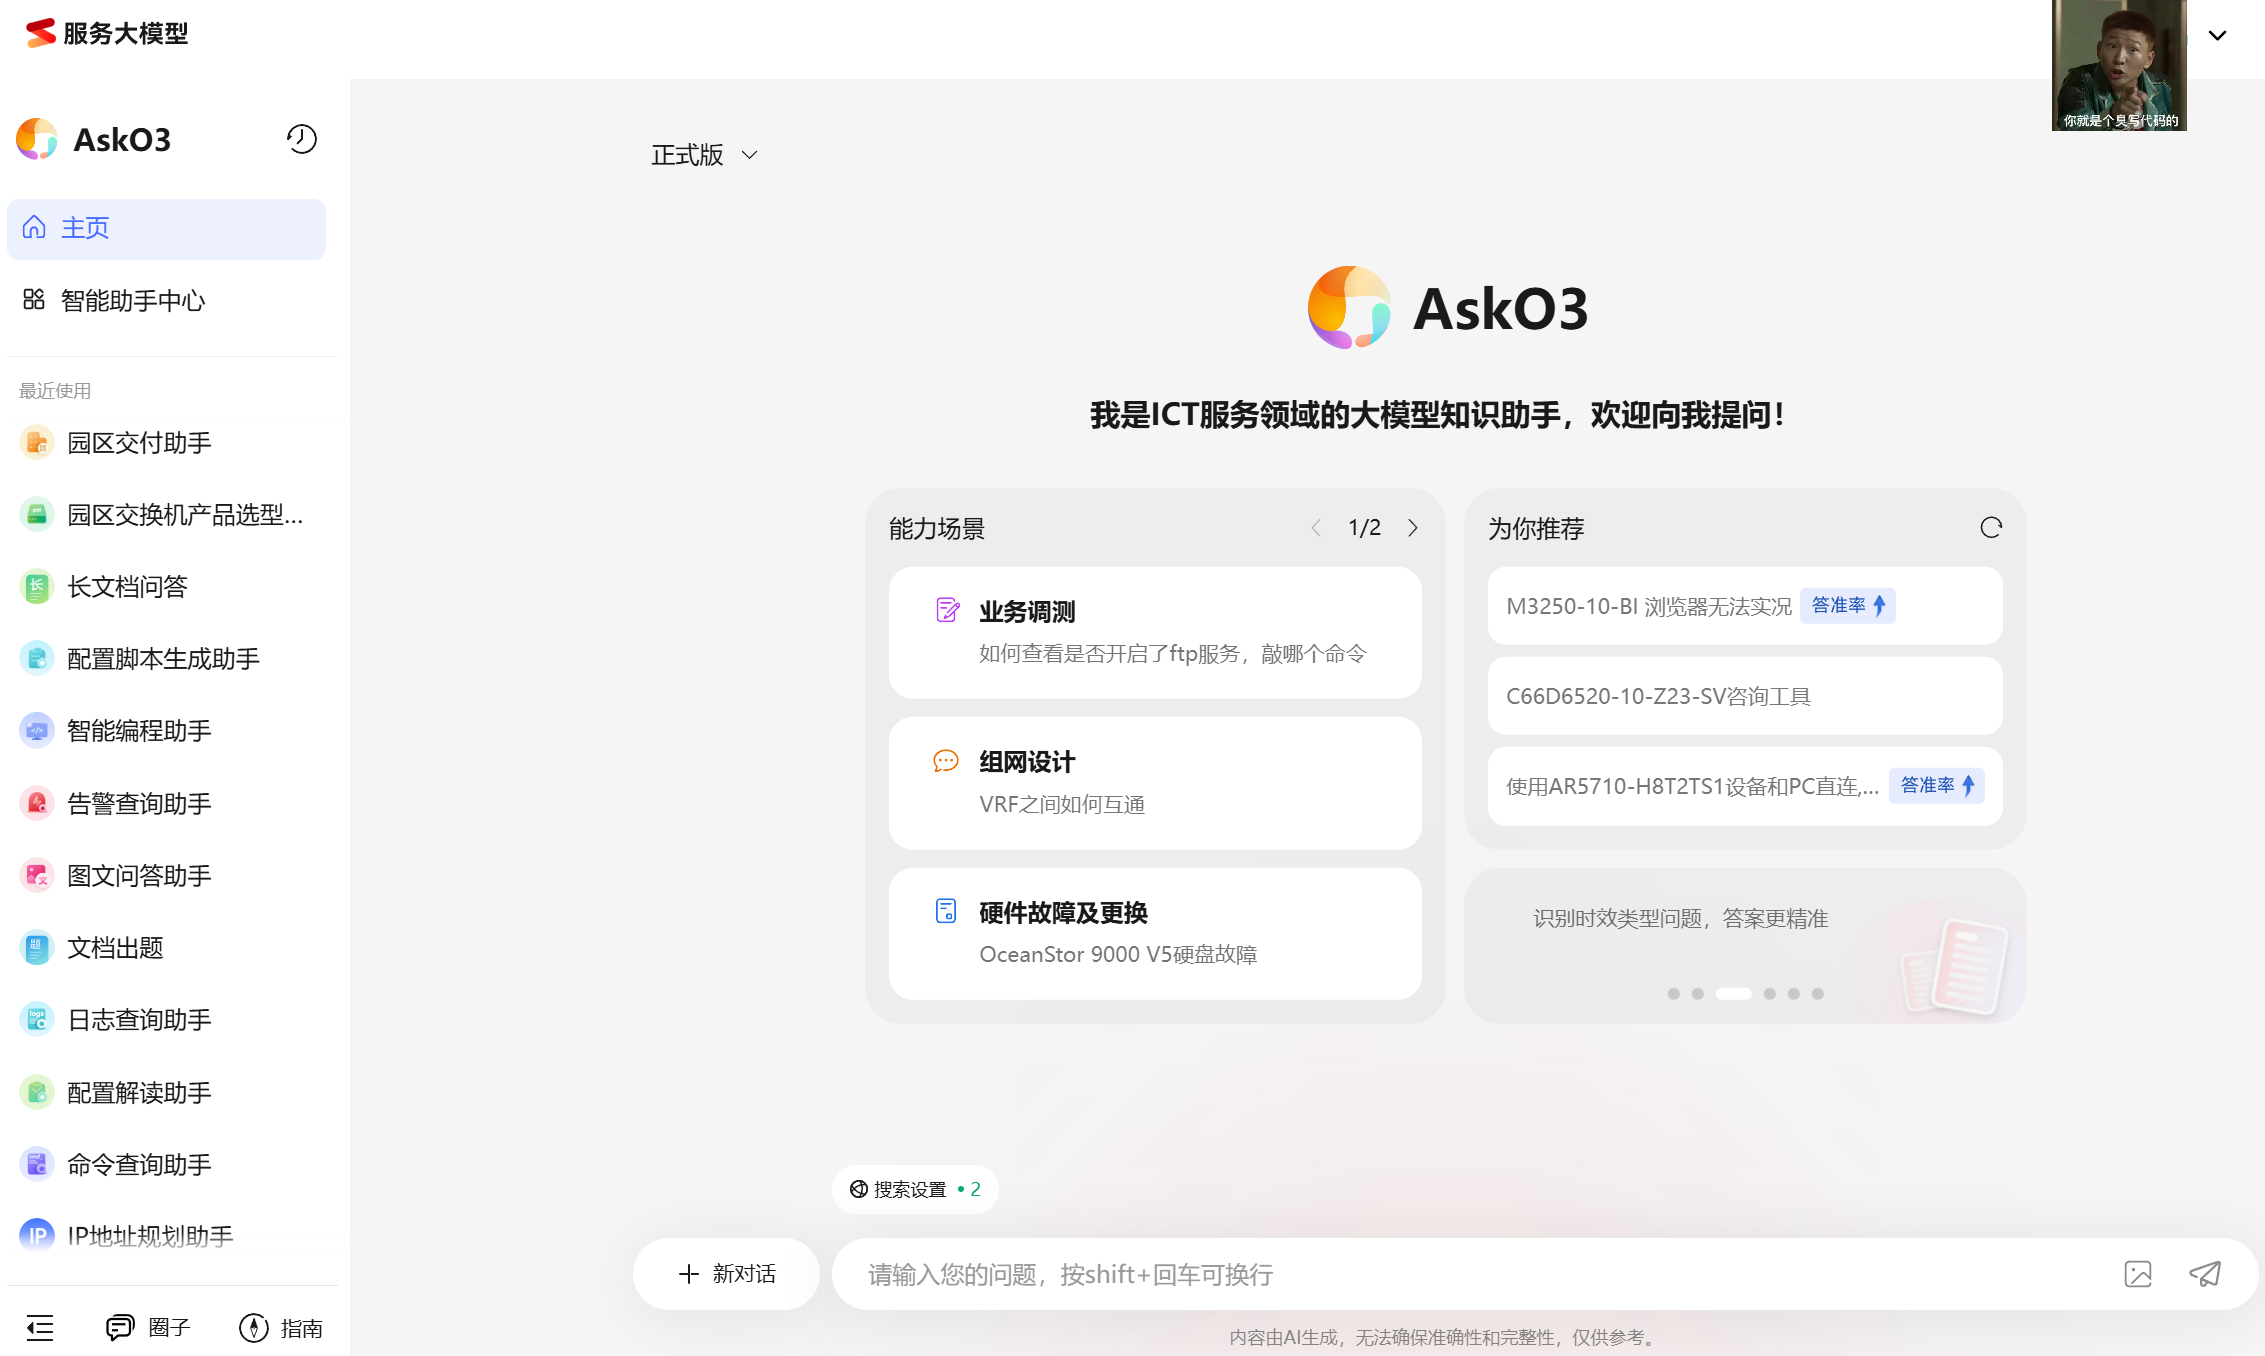 服务大模型
你就是个臭写代码的
AskO3
主页
智能助手中心
最近使用
园区交付助手
园区交换机产品选型...
长文档问答
配置脚本生成助手
智能编程助手
告警查询助手
图文问答助手
文档出题
日志查询助手
配置解读助手
命令查询助手
IP地址规划助手
圈子
指南
正式版
AskO3
我是ICT服务领域的大模型知识助手，欢迎向我提问！
能力场景
1/2
业务调测
如何查看是否开启了ftp服务，敲哪个命令
组网设计
VRF之间如何互通
硬件故障及更换
OceanStor 9000 V5硬盘故障
为你推荐
M3250-10-BI 浏览器无法实况 答准率
C66D6520-10-Z23-SV咨询工具
使用AR5710-H8T2TS1设备和PC直连,... 答准率
识别时效类型问题，答案更精准
搜索设置 • 2
新对话
请输入您的问题，按shift+回车可换行
内容由AI生成，无法确保准确性和完整性，仅供参考。